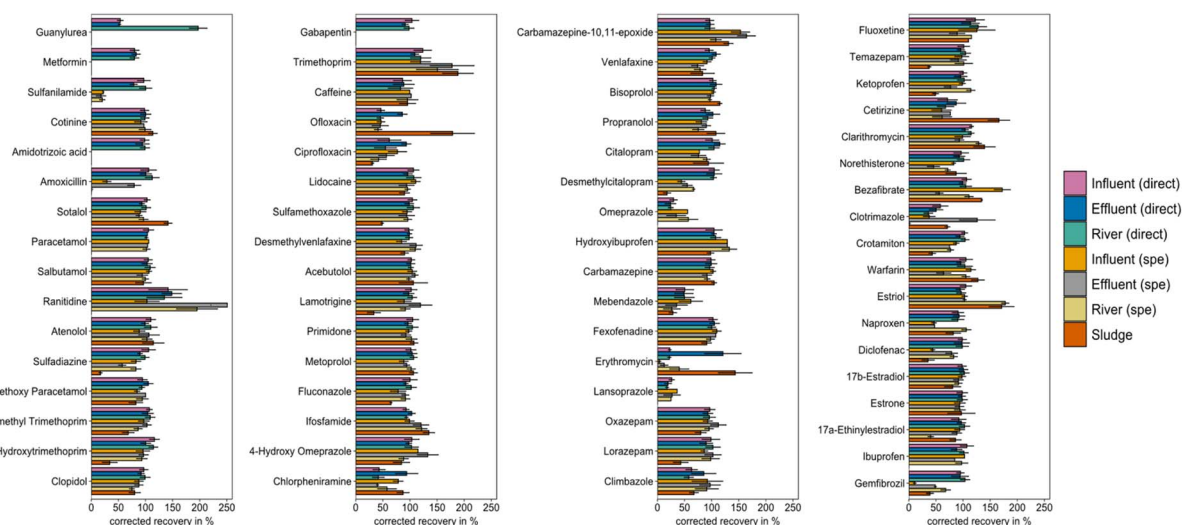 Guanylurea
Metformin
Sulfanilamide
Cotinine
Amidotrizoic acid
Amoxicillin
Sotalol
Paracetamol
Salbutamol
Ranitidine
Atenolol
Sulfadiazine
ethoxy Paracetamol
methyl Trimethoprim
Hydroxytrimethoprim
Clopidol
0 50 100 150 200 250
corrected recovery in %
Gabapentin
Trimethoprim
Caffeine
Ofloxacin
Ciprofloxacin
Lidocaine
Sulfamethoxazole
Desmethylvenlafaxine
Acebutolol
Lamotrigine
Primidone
Metoprolol
Fluconazole
Ifosfamide
4-Hydroxy Omeprazole
Chlorpheniramine
0 50 100 150 200 250
corrected recovery in %
Carbamazepine-10,11-epoxide
Venlafaxine
Bisoprolol
Propranolol
Citalopram
Desmethylcitalopram
Omeprazole
Hydroxyibuprofen
Carbamazepine
Mebendazole
Fexofenadine
Erythromycin
Lansoprazole
Oxazepam
Lorazepam
Climbazole
0 50 100 150 200 250
corrected recovery in %
Fluoxetine
Temazepam
Ketoprofen
Cetirizine
Clarithromycin
Norethisterone
Bezafibrate
Clotrimazole
Crotamiton
Warfarin
Estriol
Naproxen
Diclofenac
17b-Estradiol
Estrone
17a-Ethinylestradiol
Ibuprofen
Gemfibrozil
0 50 100 150 200 250
corrected recovery in %
Influent (direct)
Effluent (direct)
River (direct)
Influent (spe)
Effluent (spe)
River (spe)
Sludge